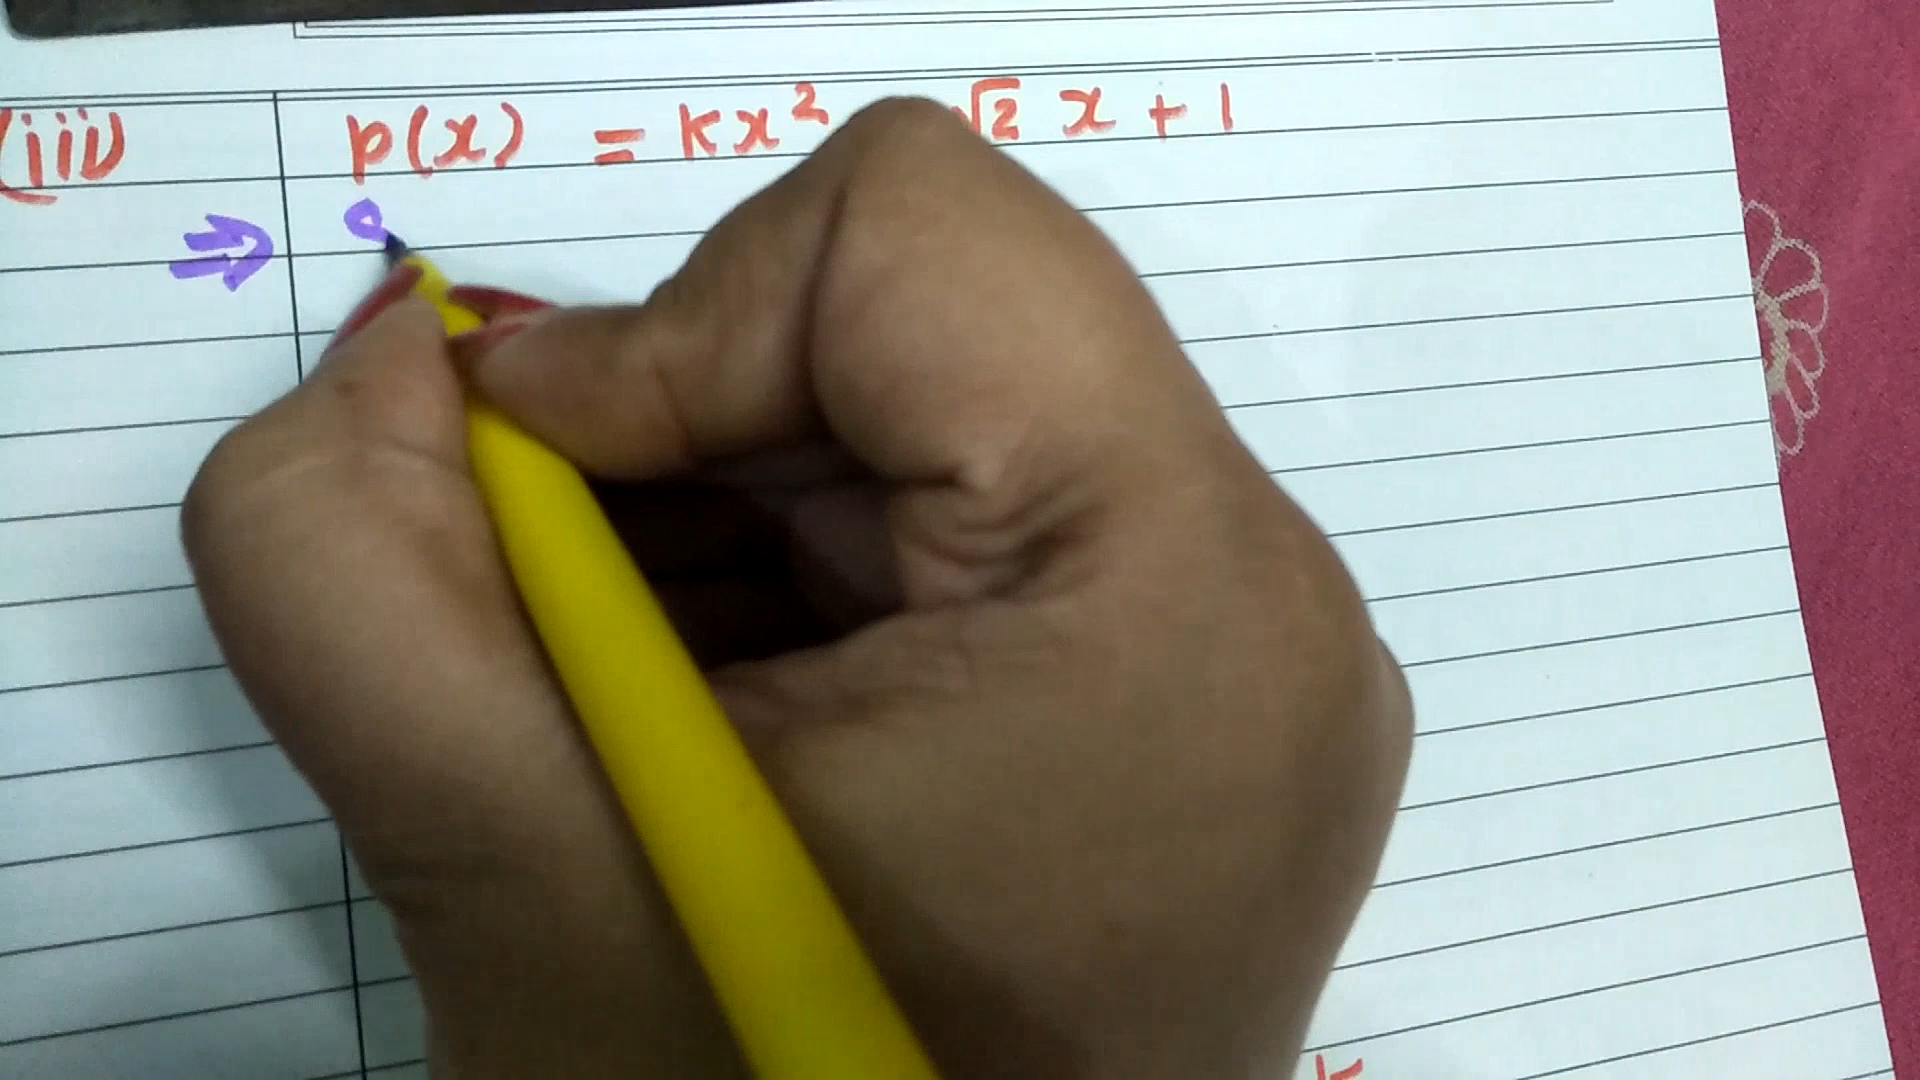 (iii) p(x) = kx² √2 x + 1
⇒